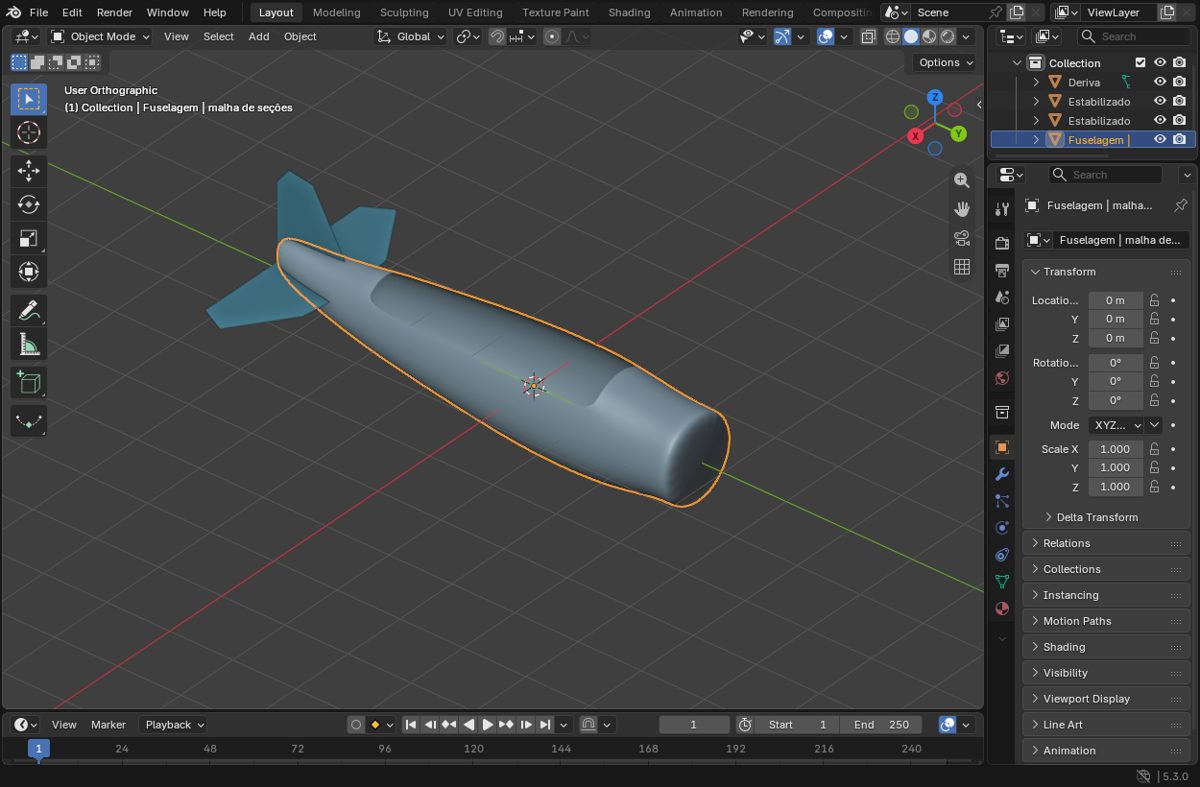 File Edit Render Window Help Layout Modeling Sculpting UV Editing Texture Paint Shading Animation Rendering Compositin Scene ViewLayer
Object Mode View Select Add Object Global Search
Options
User Orthographic
(1) Collection | Fuselagem | malha de seções
Z
Y
X
Collection
Deriva
Estabilizado
Estabilizado
Fuselagem |
Search
Fuselagem | malha...
Fuselagem | malha de...
Transform
Locatio... 0 m
Y 0 m
Z 0 m
Rotatio... 0°
Y 0°
Z 0°
Mode XYZ...
Scale X 1.000
Y 1.000
Z 1.000
Delta Transform
Relations
Collections
Instancing
Motion Paths
Shading
Visibility
Viewport Display
Line Art
Animation
View Marker Playback 1 Start 1 End 250
1 24 48 72 96 120 144 168 192 216 240
5.3.0